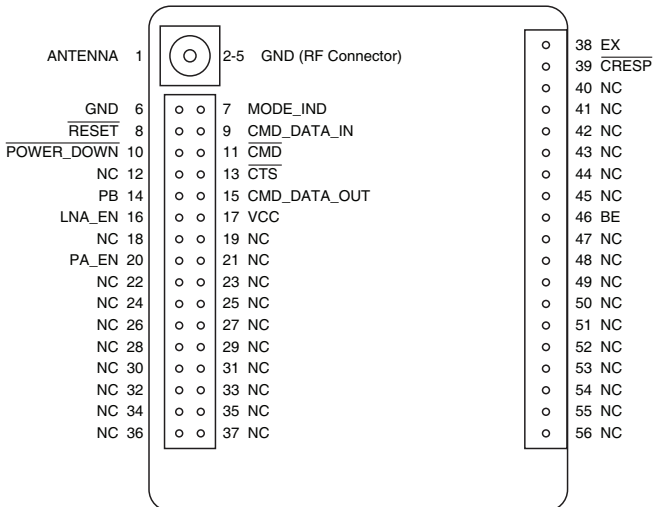 ANTENNA 1 2-5 GND (RF Connector)
GND 6 7 MODE_IND
RESET 8 9 CMD_DATA_IN
POWER_DOWN 10 11 CMD
NC 12 13 CTS
PB 14 15 CMD_DATA_OUT
LNA_EN 16 17 VCC
NC 18 19 NC
PA_EN 20 21 NC
NC 22 23 NC
NC 24 25 NC
NC 26 27 NC
NC 28 29 NC
NC 30 31 NC
NC 32 33 NC
NC 34 35 NC
NC 36 37 NC
38 EX
39 CRESP
40 NC
41 NC
42 NC
43 NC
44 NC
45 NC
46 BE
47 NC
48 NC
49 NC
50 NC
51 NC
52 NC
53 NC
54 NC
55 NC
56 NC